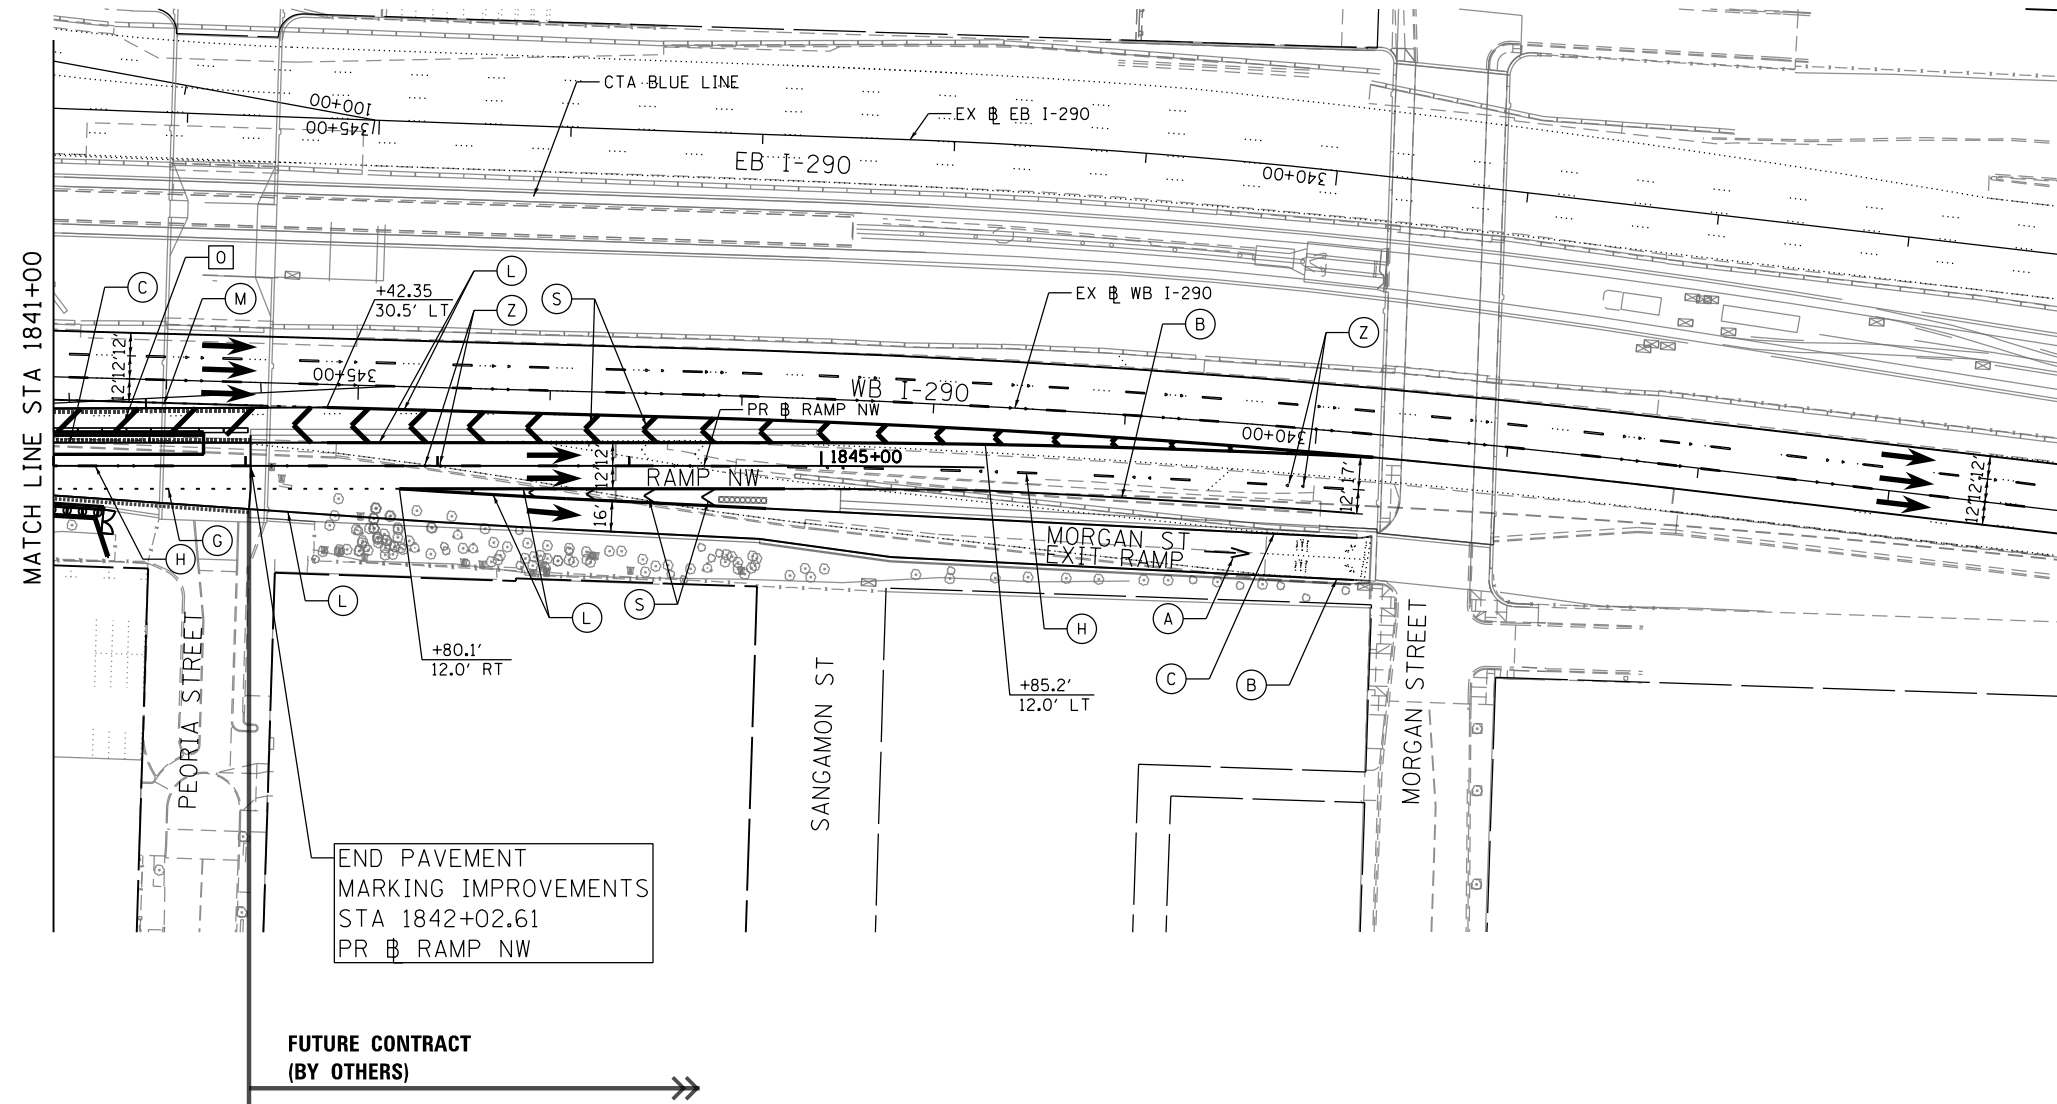 CTA BLUE LINE
100+00
345+00
EX ⅊ EB I-290
EB I-290
340+00
MATCH LINE STA 1841+00
O
C
M
L
+42.35
30.5' LT
S
Z
EX ⅊ WB I-290
B
Z
12'12'12'
345+00
WB I-290
PR ⅊ RAMP NW
340+00
1845+00
RAMP NW
12'12'
16'
12' 17'
12'12'12'
MORGAN ST
EXIT RAMP
H
G
L
L
S
H
A
C
B
+80.1'
12.0' RT
+85.2'
12.0' LT
PEORIA STREET
SANGAMON ST
MORGAN STREET
END PAVEMENT
MARKING IMPROVEMENTS
STA 1842+02.61
PR ⅊ RAMP NW
FUTURE CONTRACT
(BY OTHERS)